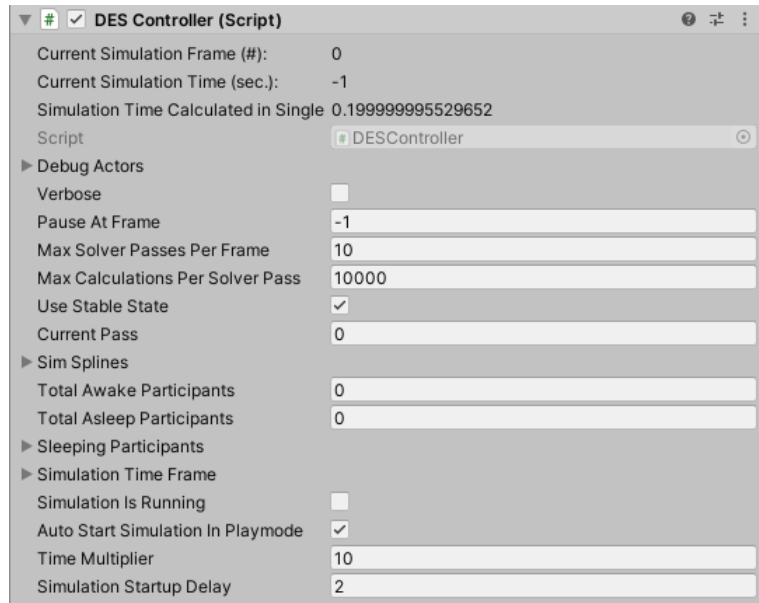 # DES Controller (Script)
Current Simulation Frame (#): 0
Current Simulation Time (sec.): -1
Simulation Time Calculated in Single 0.199999995529652
Script # DESController
Debug Actors
Verbose
Pause At Frame -1
Max Solver Passes Per Frame 10
Max Calculations Per Solver Pass 10000
Use Stable State
Current Pass 0
Sim Splines
Total Awake Participants 0
Total Asleep Participants 0
Sleeping Participants
Simulation Time Frame
Simulation Is Running
Auto Start Simulation In Playmode
Time Multiplier 10
Simulation Startup Delay 2